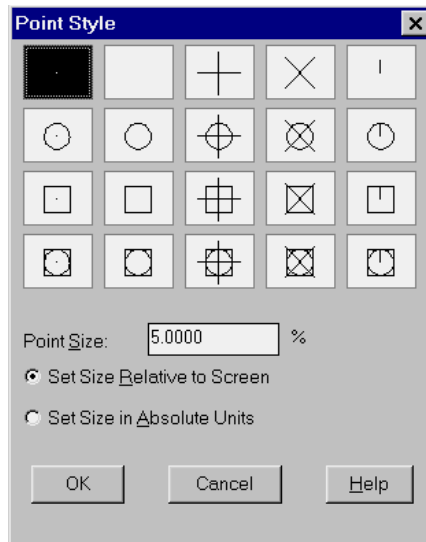 Point Style
Point Size: 5.0000 %
Set Size Relative to Screen
Set Size in Absolute Units
OK Cancel Help